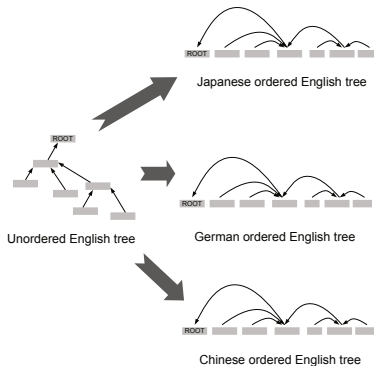 ROOT
Japanese ordered English tree
ROOT
Unordered English tree
ROOT
German ordered English tree
ROOT
Chinese ordered English tree